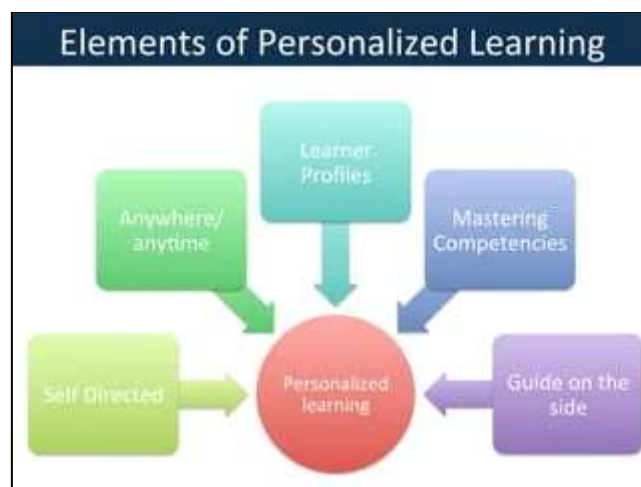 Elements of Personalized Learning
Learner
Profiles
Anywhere/
anytime
Mastering
Competencies
Self Directed
Personalized
learning
Guide on the
side